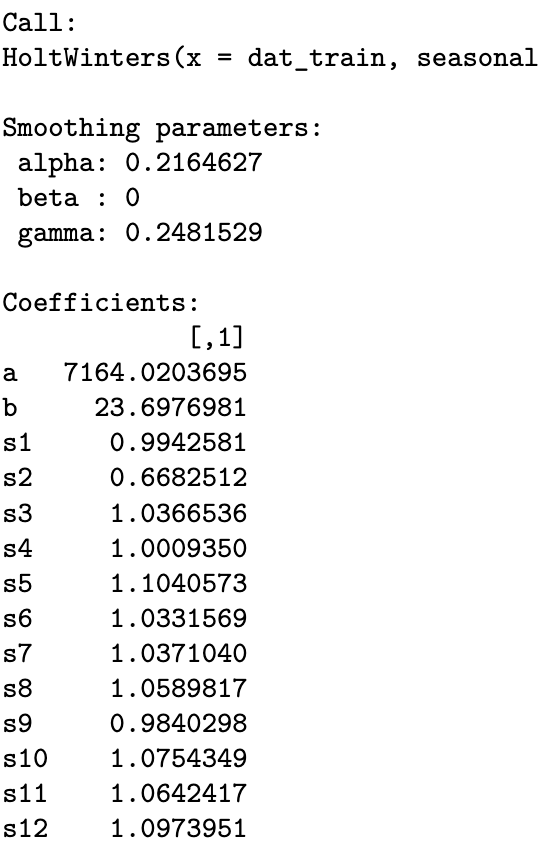 Call:
HoltWinters(x = dat_train, seasonal

Smoothing parameters:
 alpha: 0.2164627
 beta : 0
 gamma: 0.2481529

Coefficients:
            [,1]
a   7164.0203695
b     23.6976981
s1     0.9942581
s2     0.6682512
s3     1.0366536
s4     1.0009350
s5     1.1040573
s6     1.0331569
s7     1.0371040
s8     1.0589817
s9     0.9840298
s10    1.0754349
s11    1.0642417
s12    1.0973951